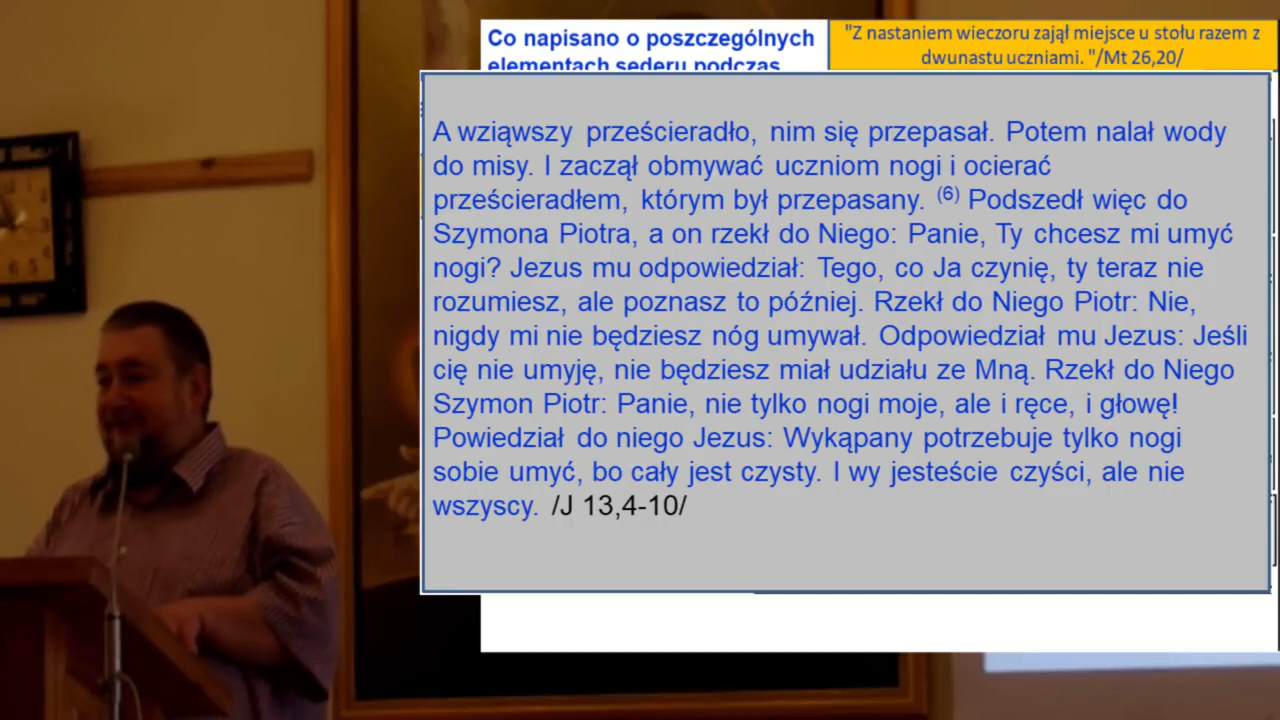 Co napisano o poszczególnych
elementach sederu podczas
"Z nastaniem wieczoru zajął miejsce u stołu razem z
dwunastu uczniami. "/Mt 26,20/
A wziąwszy prześcieradło, nim się przepasał. Potem nalał wody
do misy. I zaczął obmywać uczniom nogi i ocierać
prześcieradłem, którym był przepasany. (6) Podszedł więc do
Szymona Piotra, a on rzekł do Niego: Panie, Ty chcesz mi umyć
nogi? Jezus mu odpowiedział: Tego, co Ja czynię, ty teraz nie
rozumiesz, ale poznasz to później. Rzekł do Niego Piotr: Nie,
nigdy mi nie będziesz nóg umywał. Odpowiedział mu Jezus: Jeśli
cię nie umyję, nie będziesz miał udziału ze Mną. Rzekł do Niego
Szymon Piotr: Panie, nie tylko nogi moje, ale i ręce, i głowę!
Powiedział do niego Jezus: Wykąpany potrzebuje tylko nogi
sobie umyć, bo cały jest czysty. I wy jesteście czyści, ale nie
wszyscy. /J 13,4-10/